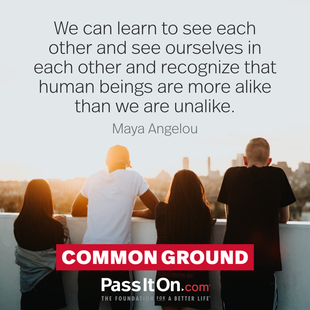 We can learn to see each
other and see ourselves in
each other and recognize that
human beings are more alike
than we are unalike.
Maya Angelou
COMMON GROUND
PassItOn.com®
THE FOUNDATION FOR A BETTER LIFE®